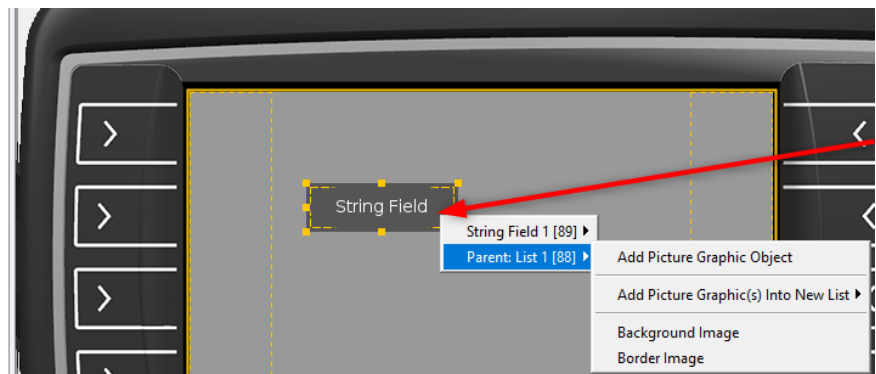 String Field
String Field 1 [89]
Parent: List 1 [88]
Add Picture Graphic Object
Add Picture Graphic(s) Into New List
Background Image
Border Image